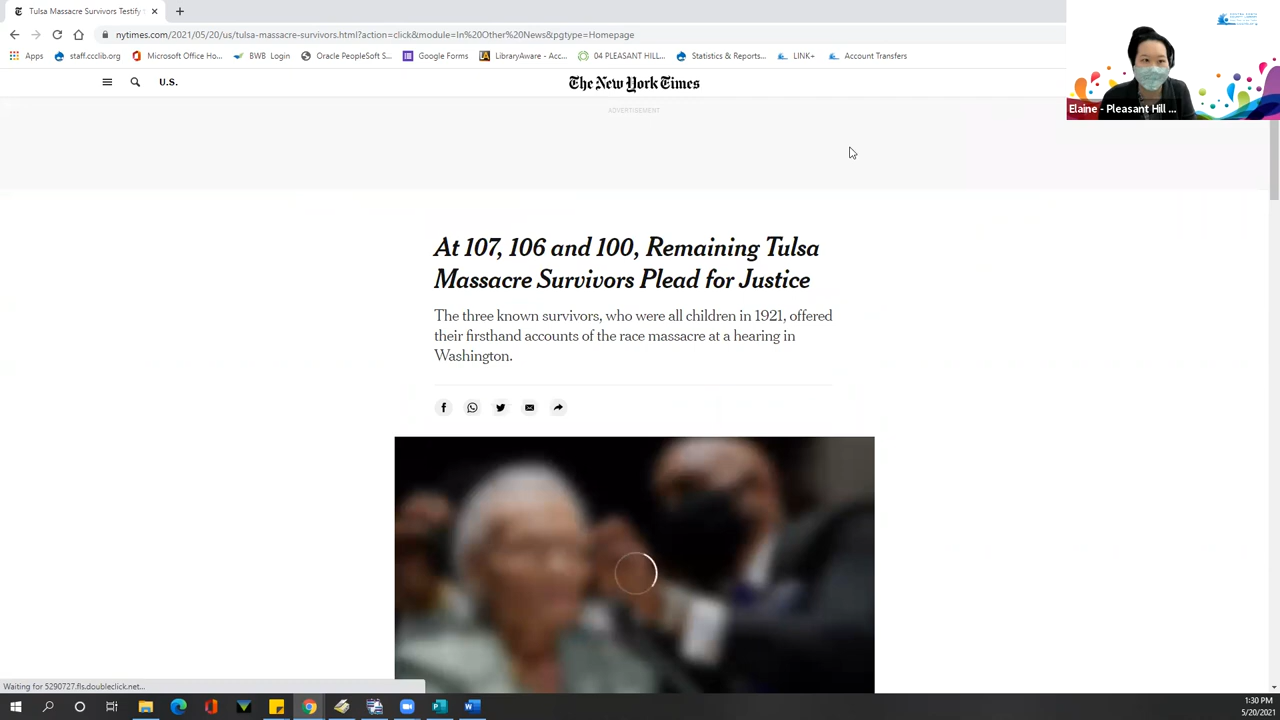 Tulsa Massacre Survivors Testify
nytimes.com/2021/05/20/us/tulsa-massacre-survivors.html?action=click&module=In%20Other%20News&pgtype=Homepage
Apps
staff.ccclib.org
Microsoft Office Ho...
BWB Login
Oracle PeopleSoft S...
Google Forms
LibraryAware - Acc...
04 PLEASANT HILL...
Statistics & Reports...
LINK+
Account Transfers
U.S.
The New York Times
ADVERTISEMENT
Elaine - Pleasant Hill ...
At 107, 106 and 100, Remaining Tulsa
Massacre Survivors Plead for Justice
The three known survivors, who were all children in 1921, offered
their firsthand accounts of the race massacre at a hearing in
Washington.
Waiting for 5290727.fls.doubleclick.net...
1:30 PM
5/20/2021